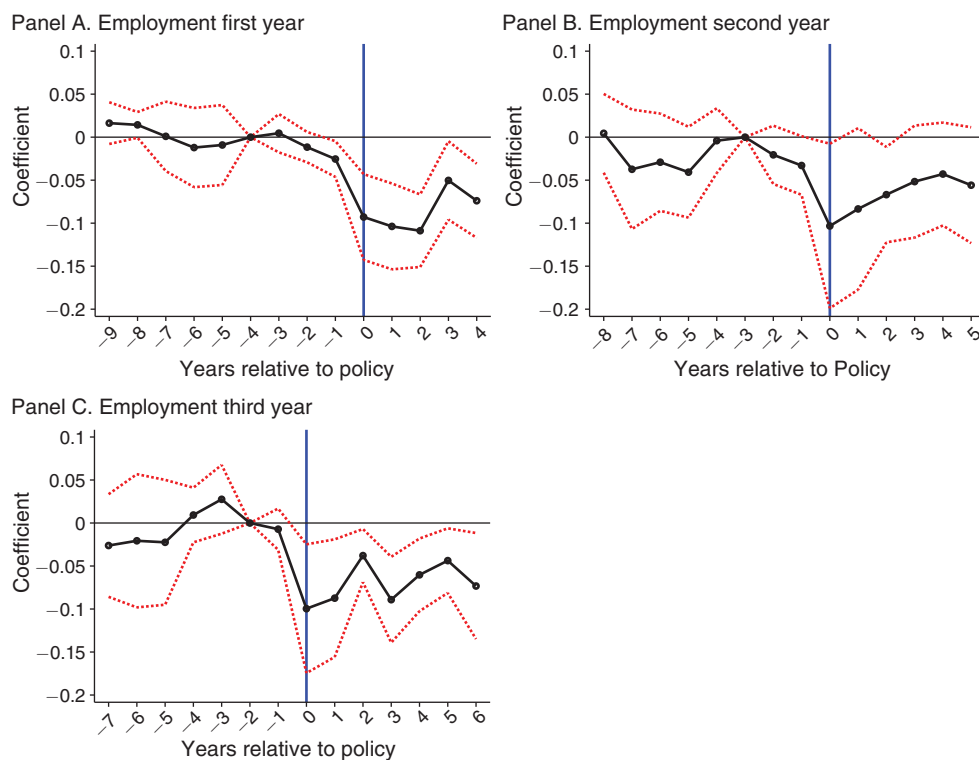 Panel A. Employment first year
0.1
0.05
0
−0.05
−0.1
−0.15
−0.2
Coefficient
−9 −8 −7 −6 −5 −4 −3 −2 −1 0 1 2 3 4
Years relative to policy
Panel B. Employment second year
0.1
0.05
0
−0.05
−0.1
−0.15
−0.2
Coefficient
−8 −7 −6 −5 −4 −3 −2 −1 0 1 2 3 4 5
Years relative to Policy
Panel C. Employment third year
0.1
0.05
0
−0.05
−0.1
−0.15
−0.2
Coefficient
−7 −6 −5 −4 −3 −2 −1 0 1 2 3 4 5 6
Years relative to policy